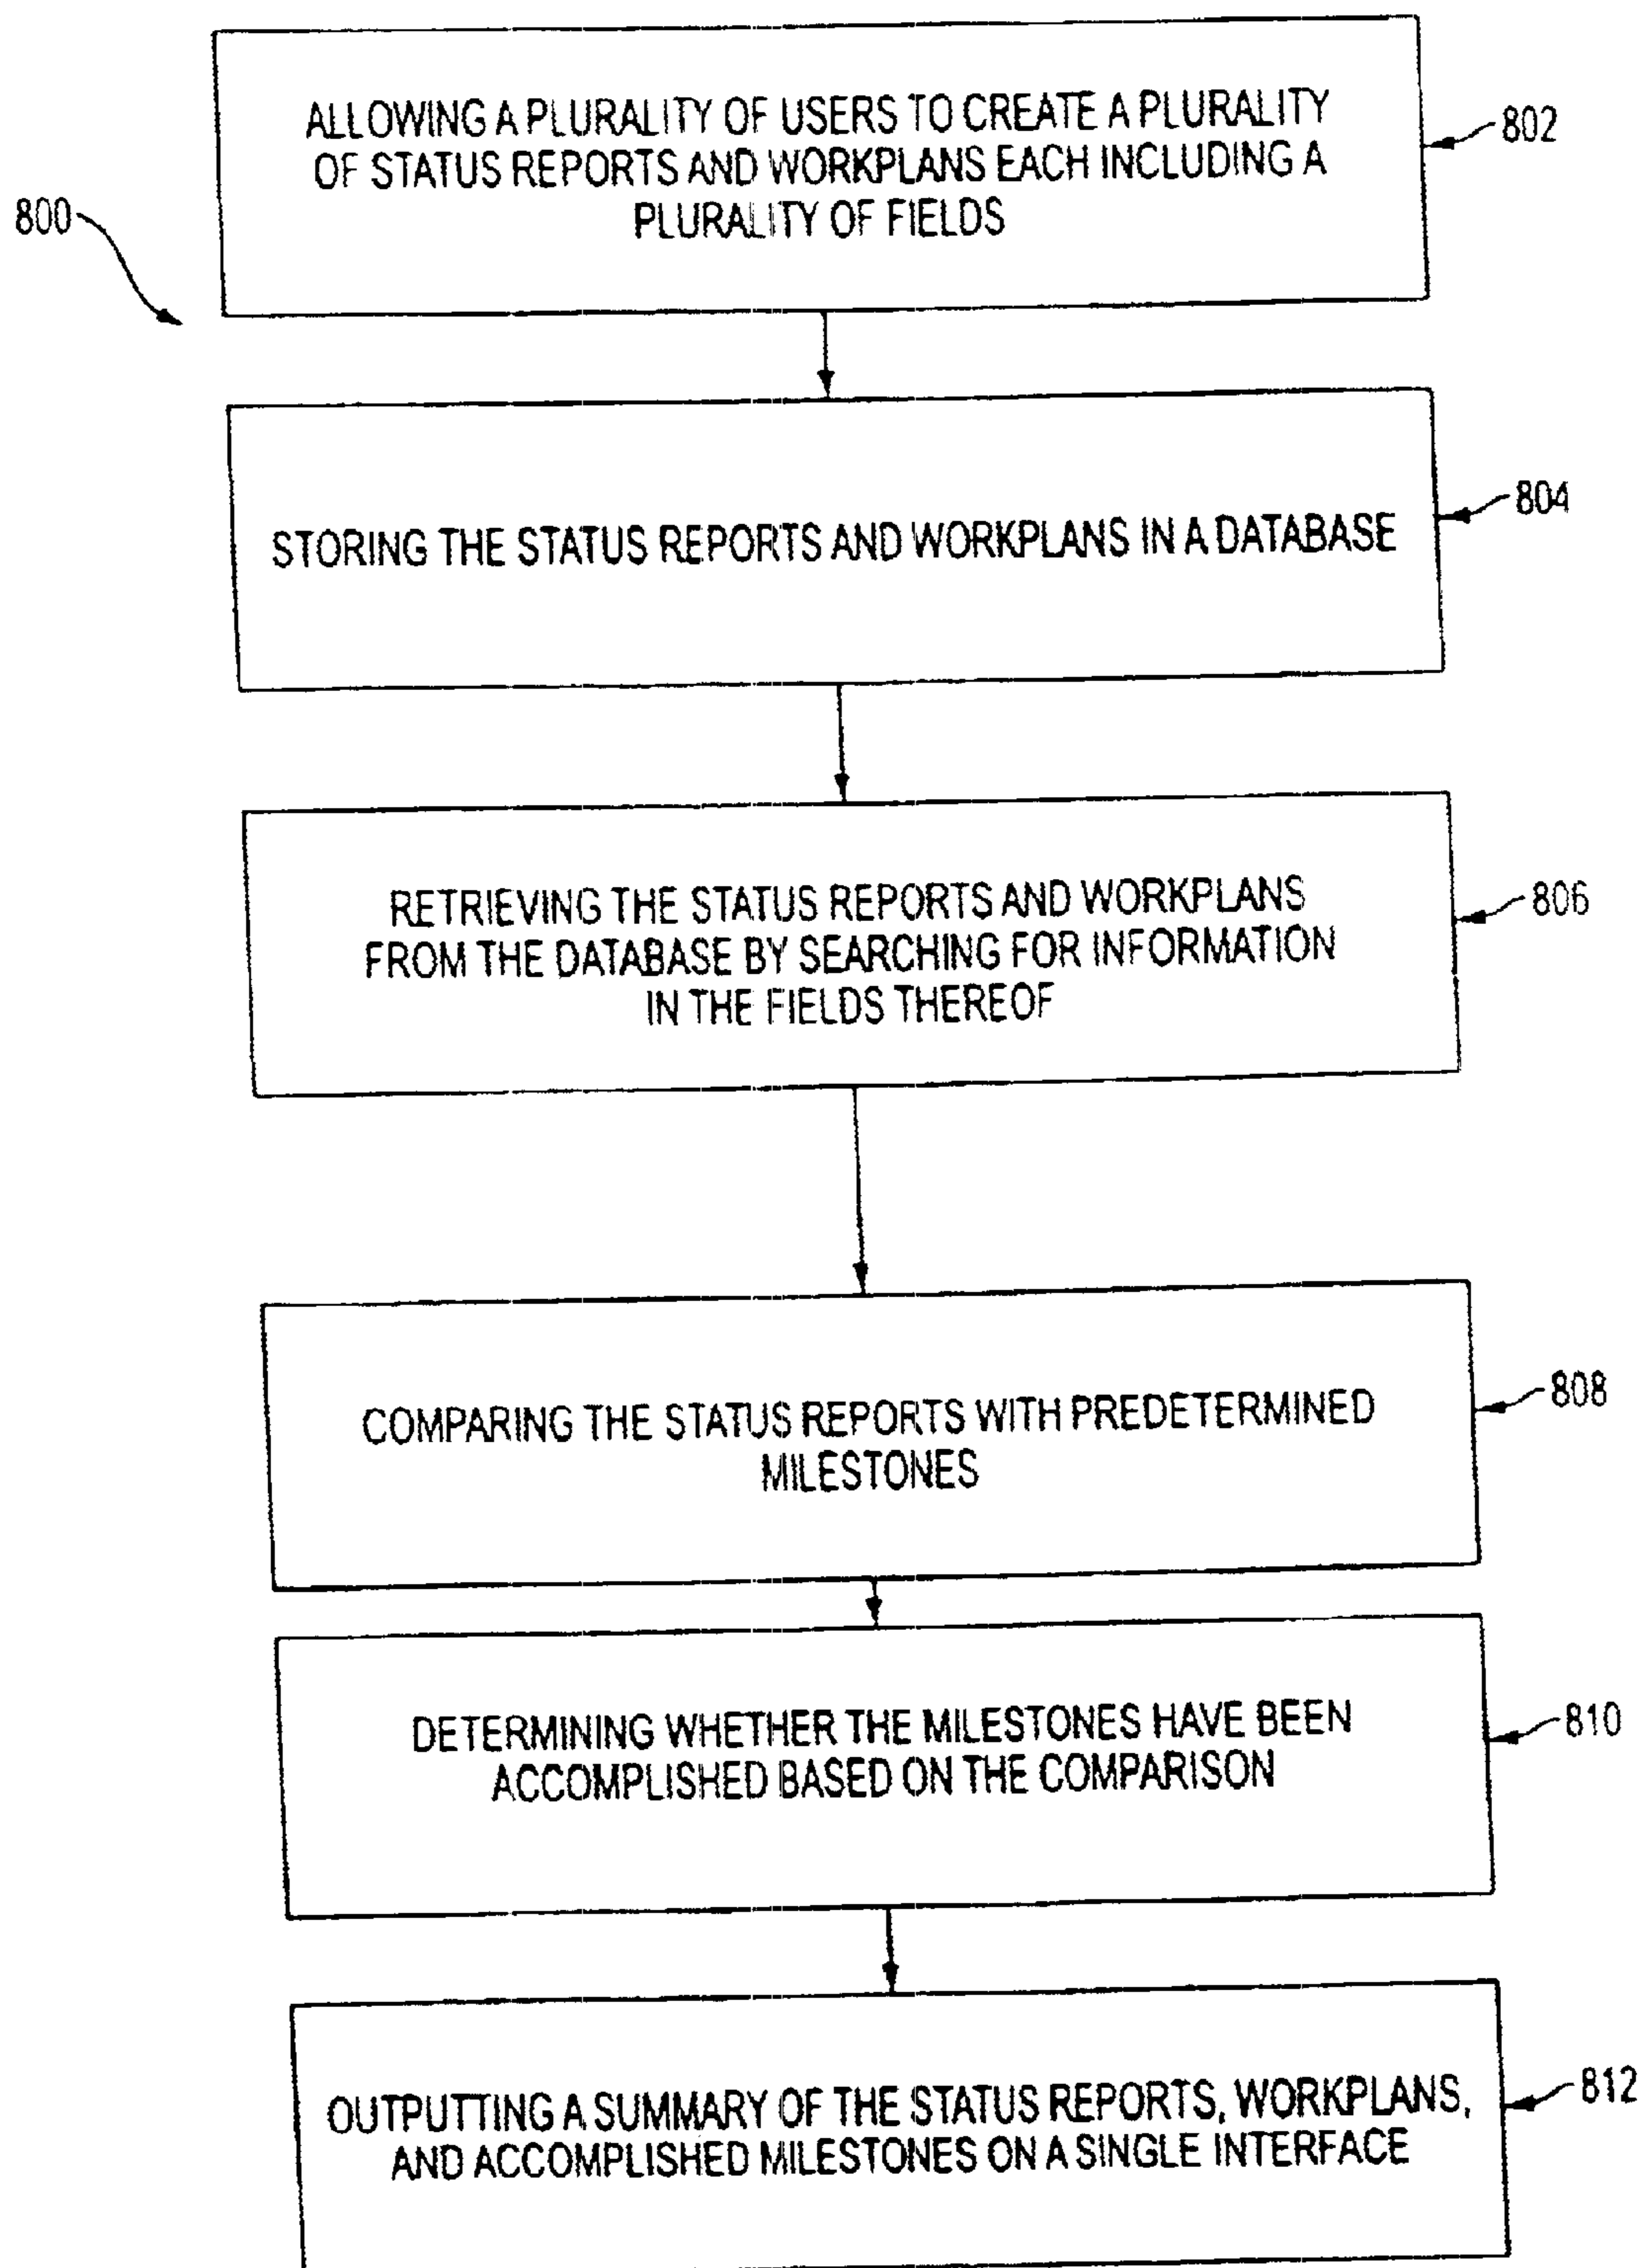 ALLOWING A PLURALITY OF USERS TO CREATE A PLURALITY
OF STATUS REPORTS AND WORKPLANS EACH INCLUDING A
PLURALITY OF FIELDS
802
800
STORING THE STATUS REPORTS AND WORKPLANS IN A DATABASE
804
RETRIEVING THE STATUS REPORTS AND WORKPLANS
FROM THE DATABASE BY SEARCHING FOR INFORMATION
IN THE FIELDS THEREOF
806
COMPARING THE STATUS REPORTS WITH PREDETERMINED
MILESTONES
808
DETERMINING WHETHER THE MILESTONES HAVE BEEN
ACCOMPLISHED BASED ON THE COMPARISON
810
OUTPUTTING A SUMMARY OF THE STATUS REPORTS, WORKPLANS,
AND ACCOMPLISHED MILESTONES ON A SINGLE INTERFACE
812